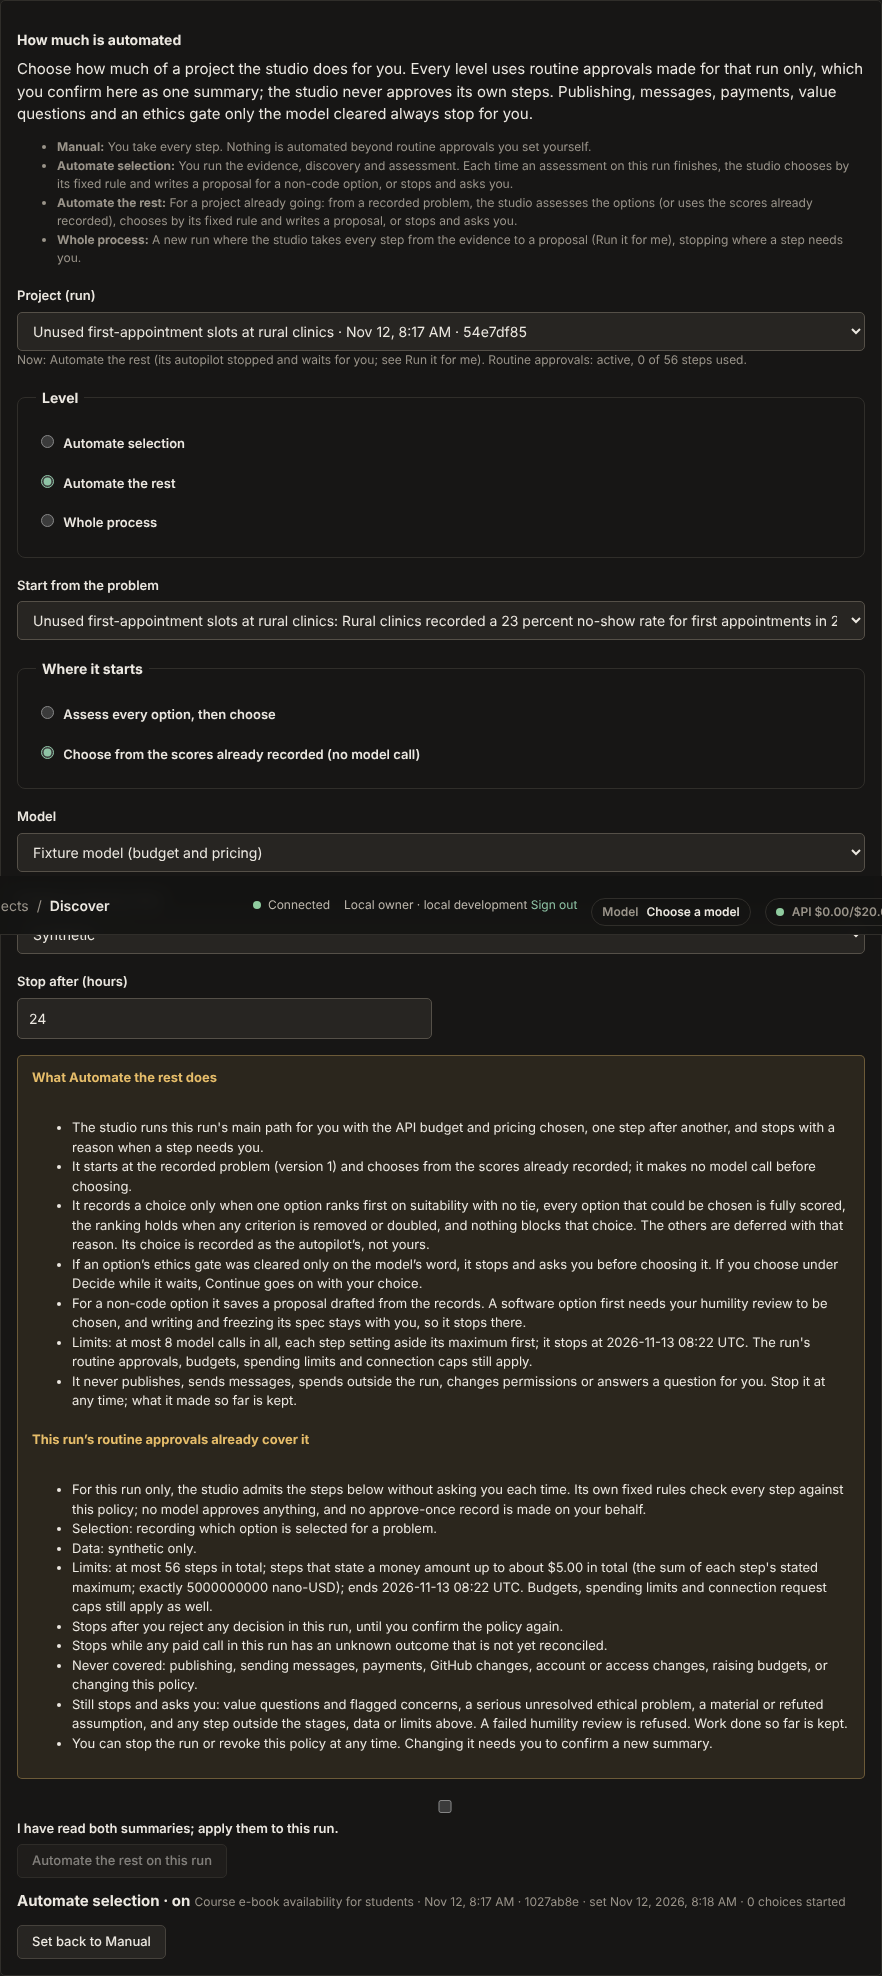 How much is automated
Choose how much of a project the studio does for you. Every level uses routine approvals made for that run only, which
you confirm here as one summary; the studio never approves its own steps. Publishing, messages, payments, value
questions and an ethics gate only the model cleared always stop for you.
• Manual: You take every step. Nothing is automated beyond routine approvals you set yourself.
• Automate selection: You run the evidence, discovery and assessment. Each time an assessment on this run finishes, the studio chooses by
its fixed rule and writes a proposal for a non-code option, or stops and asks you.
• Automate the rest: For a project already going: from a recorded problem, the studio assesses the options (or uses the scores already
recorded), chooses by its fixed rule and writes a proposal, or stops and asks you.
• Whole process: A new run where the studio takes every step from the evidence to a proposal (Run it for me), stopping where a step needs
you.
Project (run)
Unused first-appointment slots at rural clinics · Nov 12, 8:17 AM · 54e7df85
Now: Automate the rest (its autopilot stopped and waits for you; see Run it for me). Routine approvals: active, 0 of 56 steps used.
Level
Automate selection
Automate the rest
Whole process
Start from the problem
Unused first-appointment slots at rural clinics: Rural clinics recorded a 23 percent no-show rate for first appointments in 2
Where it starts
Assess every option, then choose
Choose from the scores already recorded (no model call)
Model
Fixture model (budget and pricing)
ects / Discover
Connected Local owner · local development Sign out
Model Choose a model
API $0.00/$20.
Synthetic
Stop after (hours)
24
What Automate the rest does
• The studio runs this run's main path for you with the API budget and pricing chosen, one step after another, and stops with a
reason when a step needs you.
• It starts at the recorded problem (version 1) and chooses from the scores already recorded; it makes no model call before
choosing.
• It records a choice only when one option ranks first on suitability with no tie, every option that could be chosen is fully scored,
the ranking holds when any criterion is removed or doubled, and nothing blocks that choice. The others are deferred with that
reason. Its choice is recorded as the autopilot’s, not yours.
• If an option’s ethics gate was cleared only on the model’s word, it stops and asks you before choosing it. If you choose under
Decide while it waits, Continue goes on with your choice.
• For a non-code option it saves a proposal drafted from the records. A software option first needs your humility review to be
chosen, and writing and freezing its spec stays with you, so it stops there.
• Limits: at most 8 model calls in all, each step setting aside its maximum first; it stops at 2026-11-13 08:22 UTC. The run's
routine approvals, budgets, spending limits and connection caps still apply.
• It never publishes, sends messages, spends outside the run, changes permissions or answers a question for you. Stop it at
any time; what it made so far is kept.
This run’s routine approvals already cover it
• For this run only, the studio admits the steps below without asking you each time. Its own fixed rules check every step against
this policy; no model approves anything, and no approve-once record is made on your behalf.
• Selection: recording which option is selected for a problem.
• Data: synthetic only.
• Limits: at most 56 steps in total; steps that state a money amount up to about $5.00 in total (the sum of each step's stated
maximum; exactly 5000000000 nano-USD); ends 2026-11-13 08:22 UTC. Budgets, spending limits and connection request
caps still apply as well.
• Stops after you reject any decision in this run, until you confirm the policy again.
• Stops while any paid call in this run has an unknown outcome that is not yet reconciled.
• Never covered: publishing, sending messages, payments, GitHub changes, account or access changes, raising budgets, or
changing this policy.
• Still stops and asks you: value questions and flagged concerns, a serious unresolved ethical problem, a material or refuted
assumption, and any step outside the stages, data or limits above. A failed humility review is refused. Work done so far is kept.
• You can stop the run or revoke this policy at any time. Changing it needs you to confirm a new summary.
I have read both summaries; apply them to this run.
Automate the rest on this run
Automate selection · on Course e-book availability for students · Nov 12, 8:17 AM · 1027ab8e · set Nov 12, 2026, 8:18 AM · 0 choices started
Set back to Manual